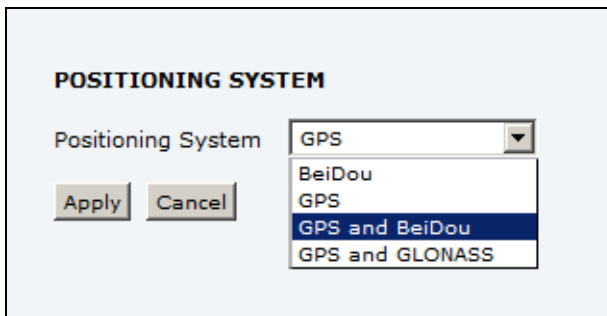 POSITIONING SYSTEM
Positioning System GPS
BeiDou
Apply Cancel GPS
GPS and BeiDou
GPS and GLONASS